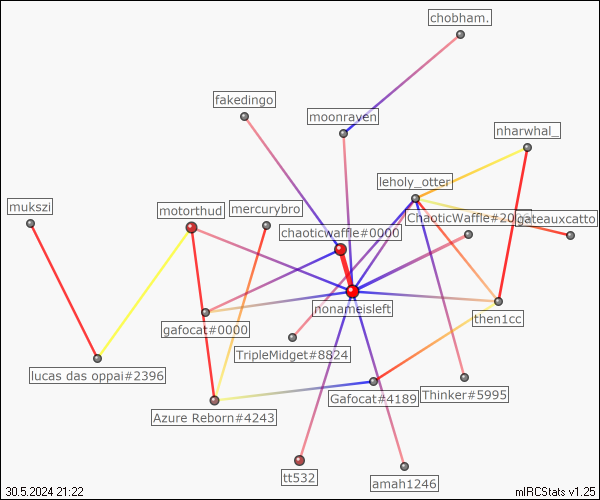 chobham.
fakedingo
moonraven
nharwhal_
leholy_otter
mukszi
motorthud
mercurybro
gateauxcatto
chaoticwaffle#0000
nonameisleft
gafocat#0000
then1cc
TripleMidget#8824
lucas das oppai#2396
Gafocat#4189
Thinker#5995
Azure Reborn#4243
tt532
amah1246
30.5.2024 21:22
mIRCStats v1.25